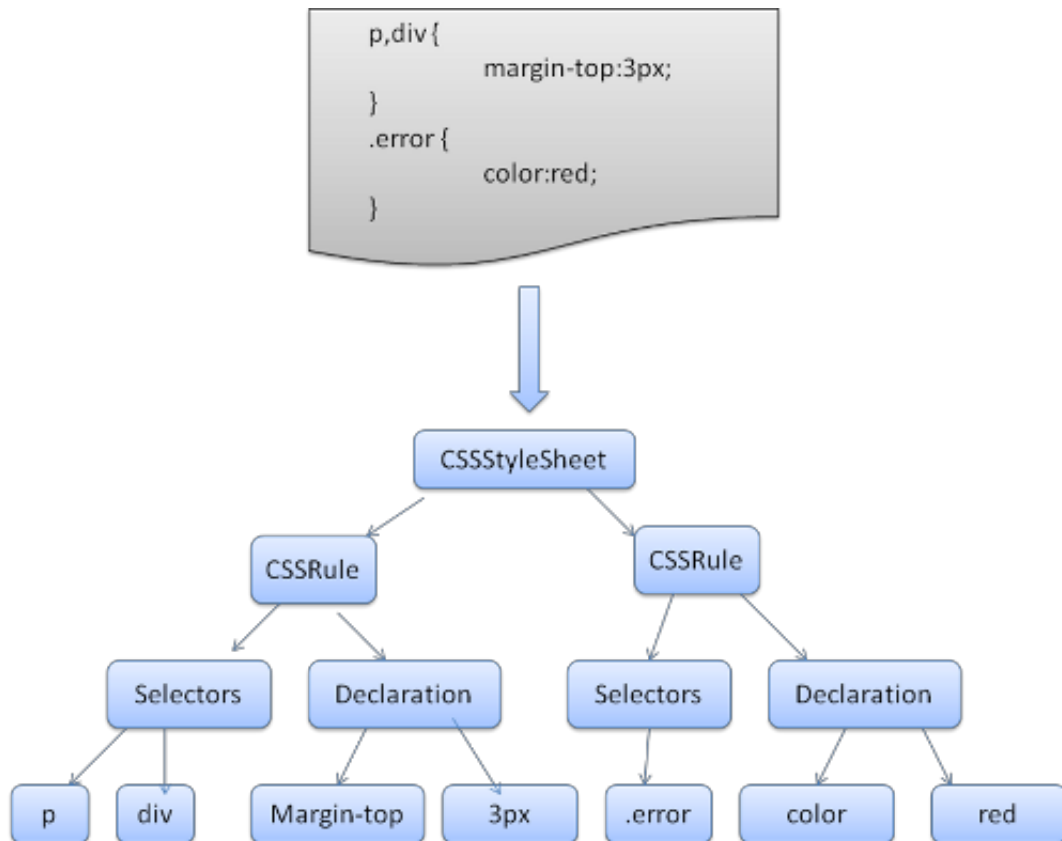 p,div {
margin-top:3px;
}
.error {
color:red;
}
CSSStyleSheet
CSSRule
CSSRule
Selectors
Declaration
Selectors
Declaration
p
div
Margin-top
3px
.error
color
red